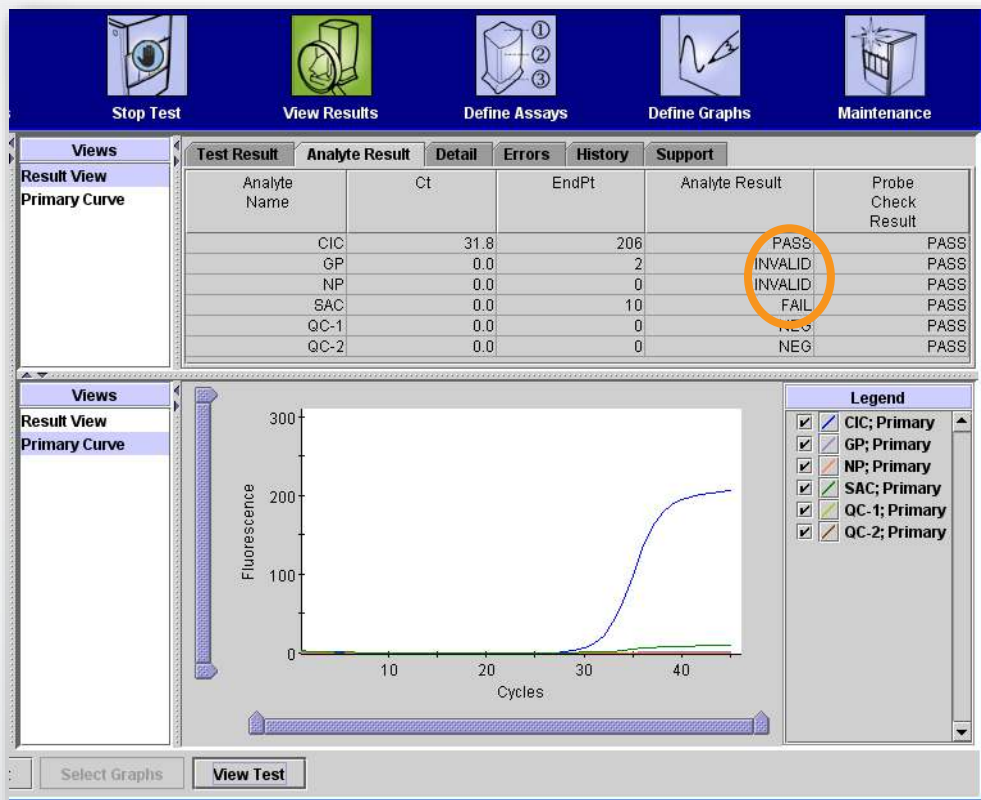 ①
②
③
s
Stop Test
View Results
Define Assays
Define Graphs
Maintenance
Views
Result View
Primary Curve
Test Result
Analyte Result
Detail
Errors
History
Support
Analyte Name
Ct
EndPt
Analyte Result
Probe Check Result
CIC 31.8 206 PASS PASS
GP 0.0 2 INVALID PASS
NP 0.0 0 INVALID PASS
SAC 0.0 10 FAIL PASS
QC-1 0.0 0 NEG PASS
QC-2 0.0 0 NEG PASS
Views
Result View
Primary Curve
300
200
100
0
Fluorescence
10 20 30 40
Cycles
Legend
CIC; Primary
GP; Primary
NP; Primary
SAC; Primary
QC-1; Primary
QC-2; Primary
Select Graphs
View Test